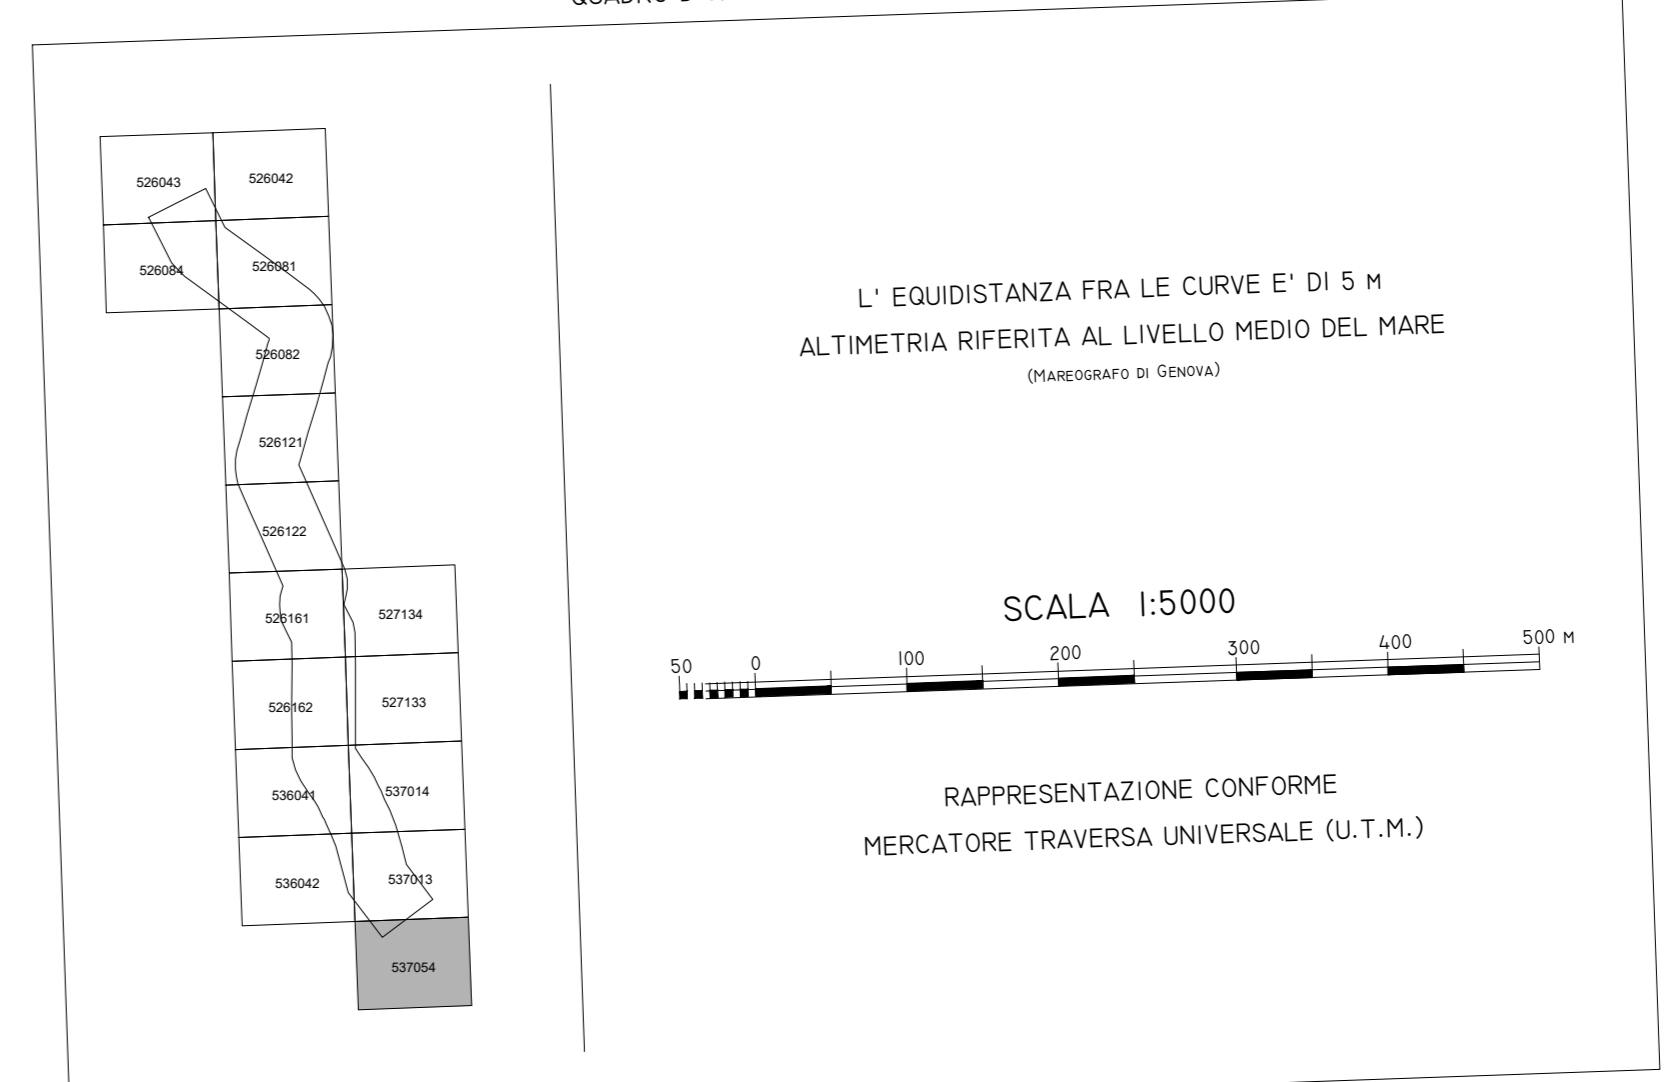 QUADRO D
526043 526042
526084 526081
526082
526121
526122
526161 527134
526162 527133
536041 537014
536042 537013
537054
L' EQUIDISTANZA FRA LE CURVE E' DI 5 M
ALTIMETRIA RIFERITA AL LIVELLO MEDIO DEL MARE
(MAREOGRAFO DI GENOVA)
SCALA 1:5000
50 0 100 200 300 400 500 M
RAPPRESENTAZIONE CONFORME
MERCATORE TRAVERSA UNIVERSALE (U.T.M.)